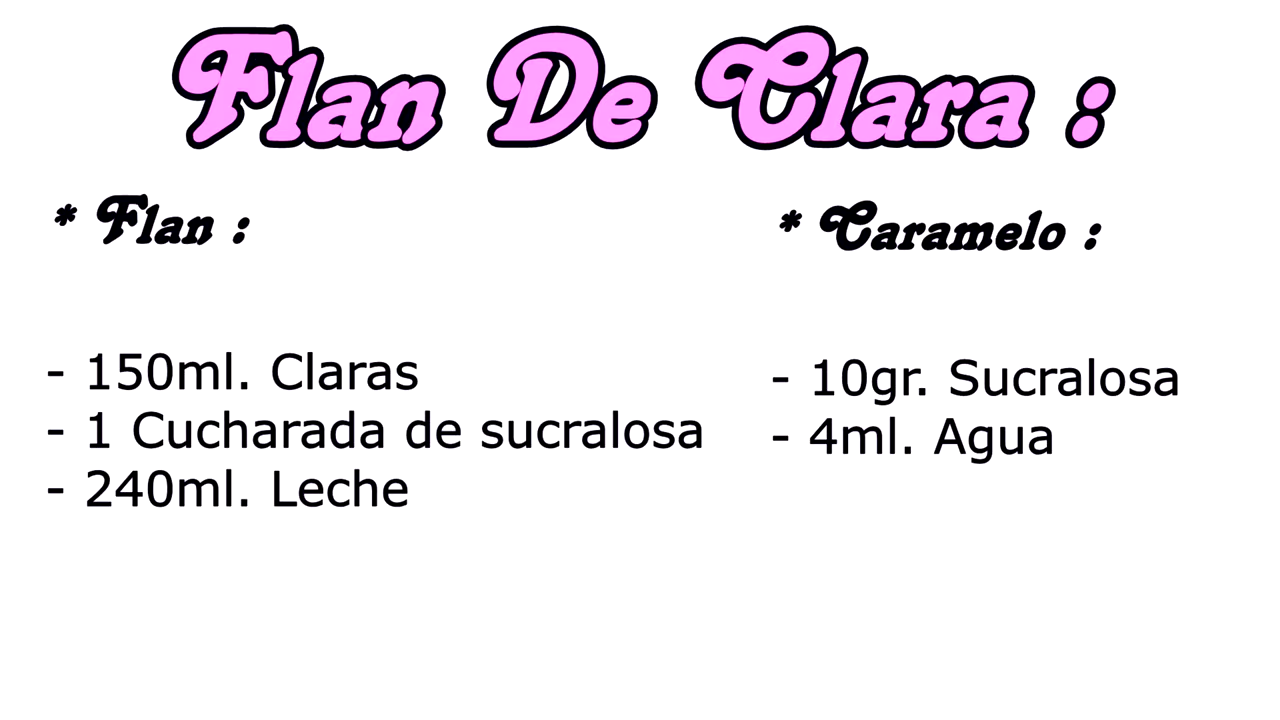 Flan De Clara :
* Flan :
- 150ml. Claras
- 1 Cucharada de sucralosa
- 240ml. Leche
* Caramelo :
- 10gr. Sucralosa
- 4ml. Agua